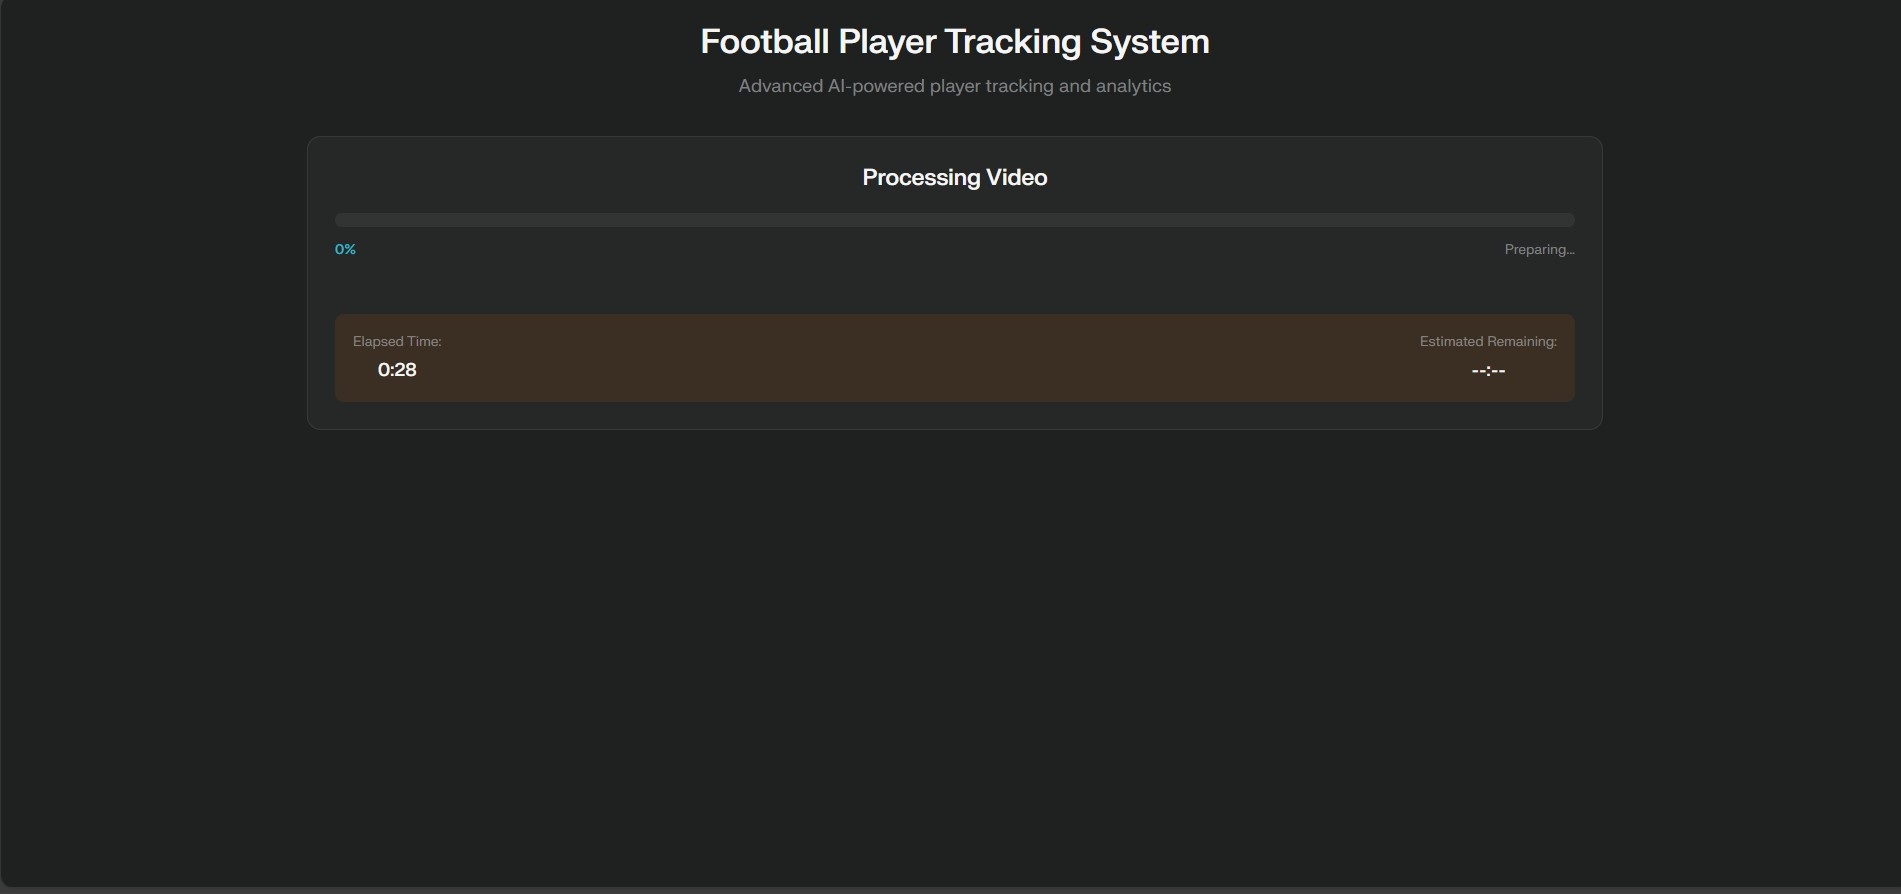 Football Player Tracking System
Advanced AI-powered player tracking and analytics
Processing Video
0% Preparing...
Elapsed Time: Estimated Remaining:
0:28 --:--